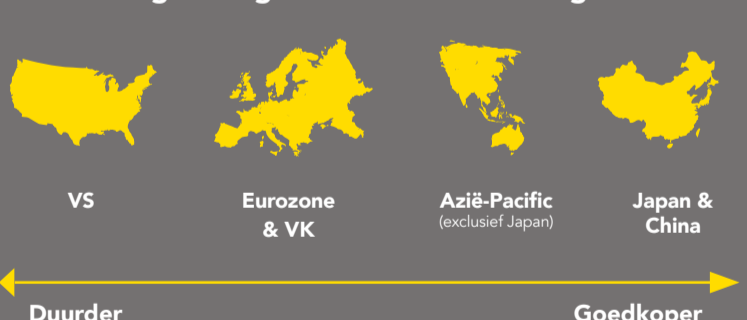 VS
Eurozone
& VK
Azië-Pacific
(exclusief Japan)
Japan &
China
Duurder
Goedkoper